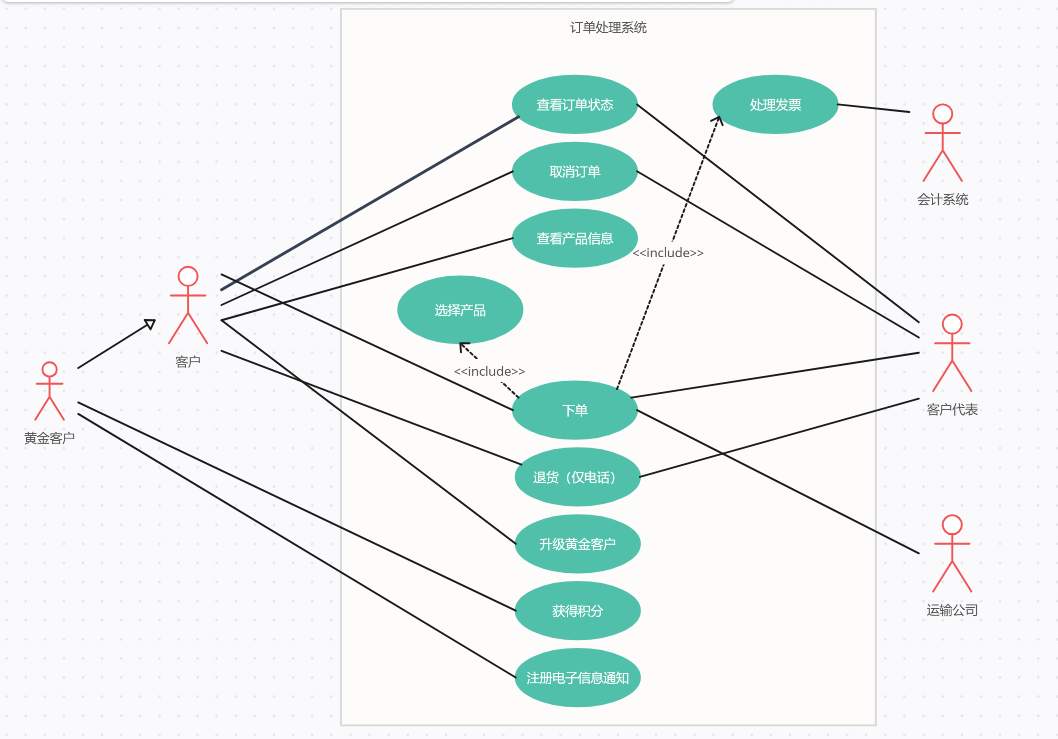 订单处理系统
查看订单状态
处理发票
取消订单
会计系统
查看产品信息
<<include>>
选择产品
客户
<<include>>
下单
客户代表
黄金客户
退货（仅电话）
升级黄金客户
获得积分
运输公司
注册电子信息通知